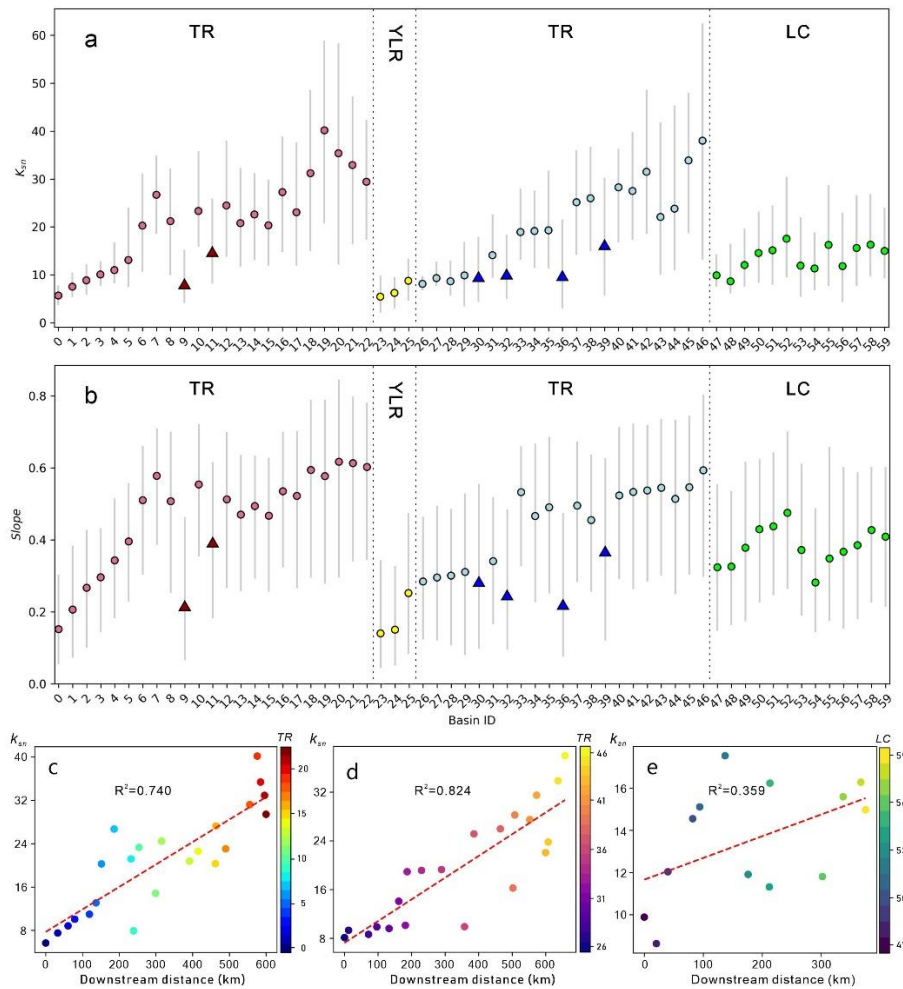 a
TR
YLR
TR
LC
60
50
40
30
20
10
0
K_sn
0 1 2 3 4 5 6 7 8 9 10 11 12 13 14 15 16 17 18 19 20 21 22 23 24 25 26 27 28 29 30 31 32 33 34 35 36 37 38 39 40 41 42 43 44 45 46 47 48 49 50 51 52 53 54 55 56 57 58 59
b
TR
YLR
TR
LC
0.8
0.6
0.4
0.2
0.0
Slope
0 1 2 3 4 5 6 7 8 9 10 11 12 13 14 15 16 17 18 19 20 21 22 23 24 25 26 27 28 29 30 31 32 33 34 35 36 37 38 39 40 41 42 43 44 45 46 47 48 49 50 51 52 53 54 55 56 57 58 59
Basin ID
k_sn
TR
c
R²=0.740
40
32
24
16
8
0 100 200 300 400 500 600
Downstream distance (km)
20
15
10
5
0
k_sn
TR
d
R²=0.824
40
32
24
16
8
0 200 400 600
Downstream distance (km)
46
41
36
31
26
k_sn
LC
e
R²=0.359
16
14
12
10
0 100 200 300
Downstream distance (km)